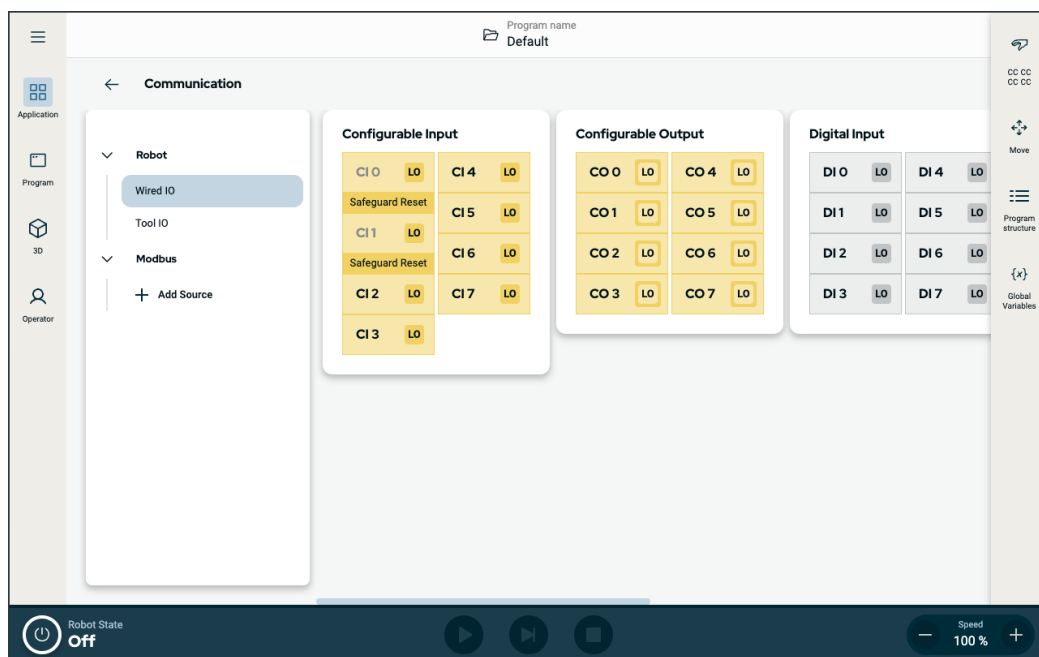 Program name
Default
Application
Program
3D
Operator
Communication
Robot
Wired IO
Tool IO
Modbus
Add Source
Configurable Input
CI 0 LO CI 4 LO
Safeguard Reset
CI 5 LO
CI 1 LO
CI 6 LO
Safeguard Reset
CI 2 LO CI 7 LO
CI 3 LO
Configurable Output
CO 0 LO CO 4 LO
CO 1 LO CO 5 LO
CO 2 LO CO 6 LO
CO 3 LO CO 7 LO
Digital Input
DI 0 LO DI 4 LO
DI 1 LO DI 5 LO
DI 2 LO DI 6 LO
DI 3 LO DI 7 LO
CC CC
CC CC
Move
Program
structure
{x}
Global
Variables
Robot State
Off
Speed
100 %